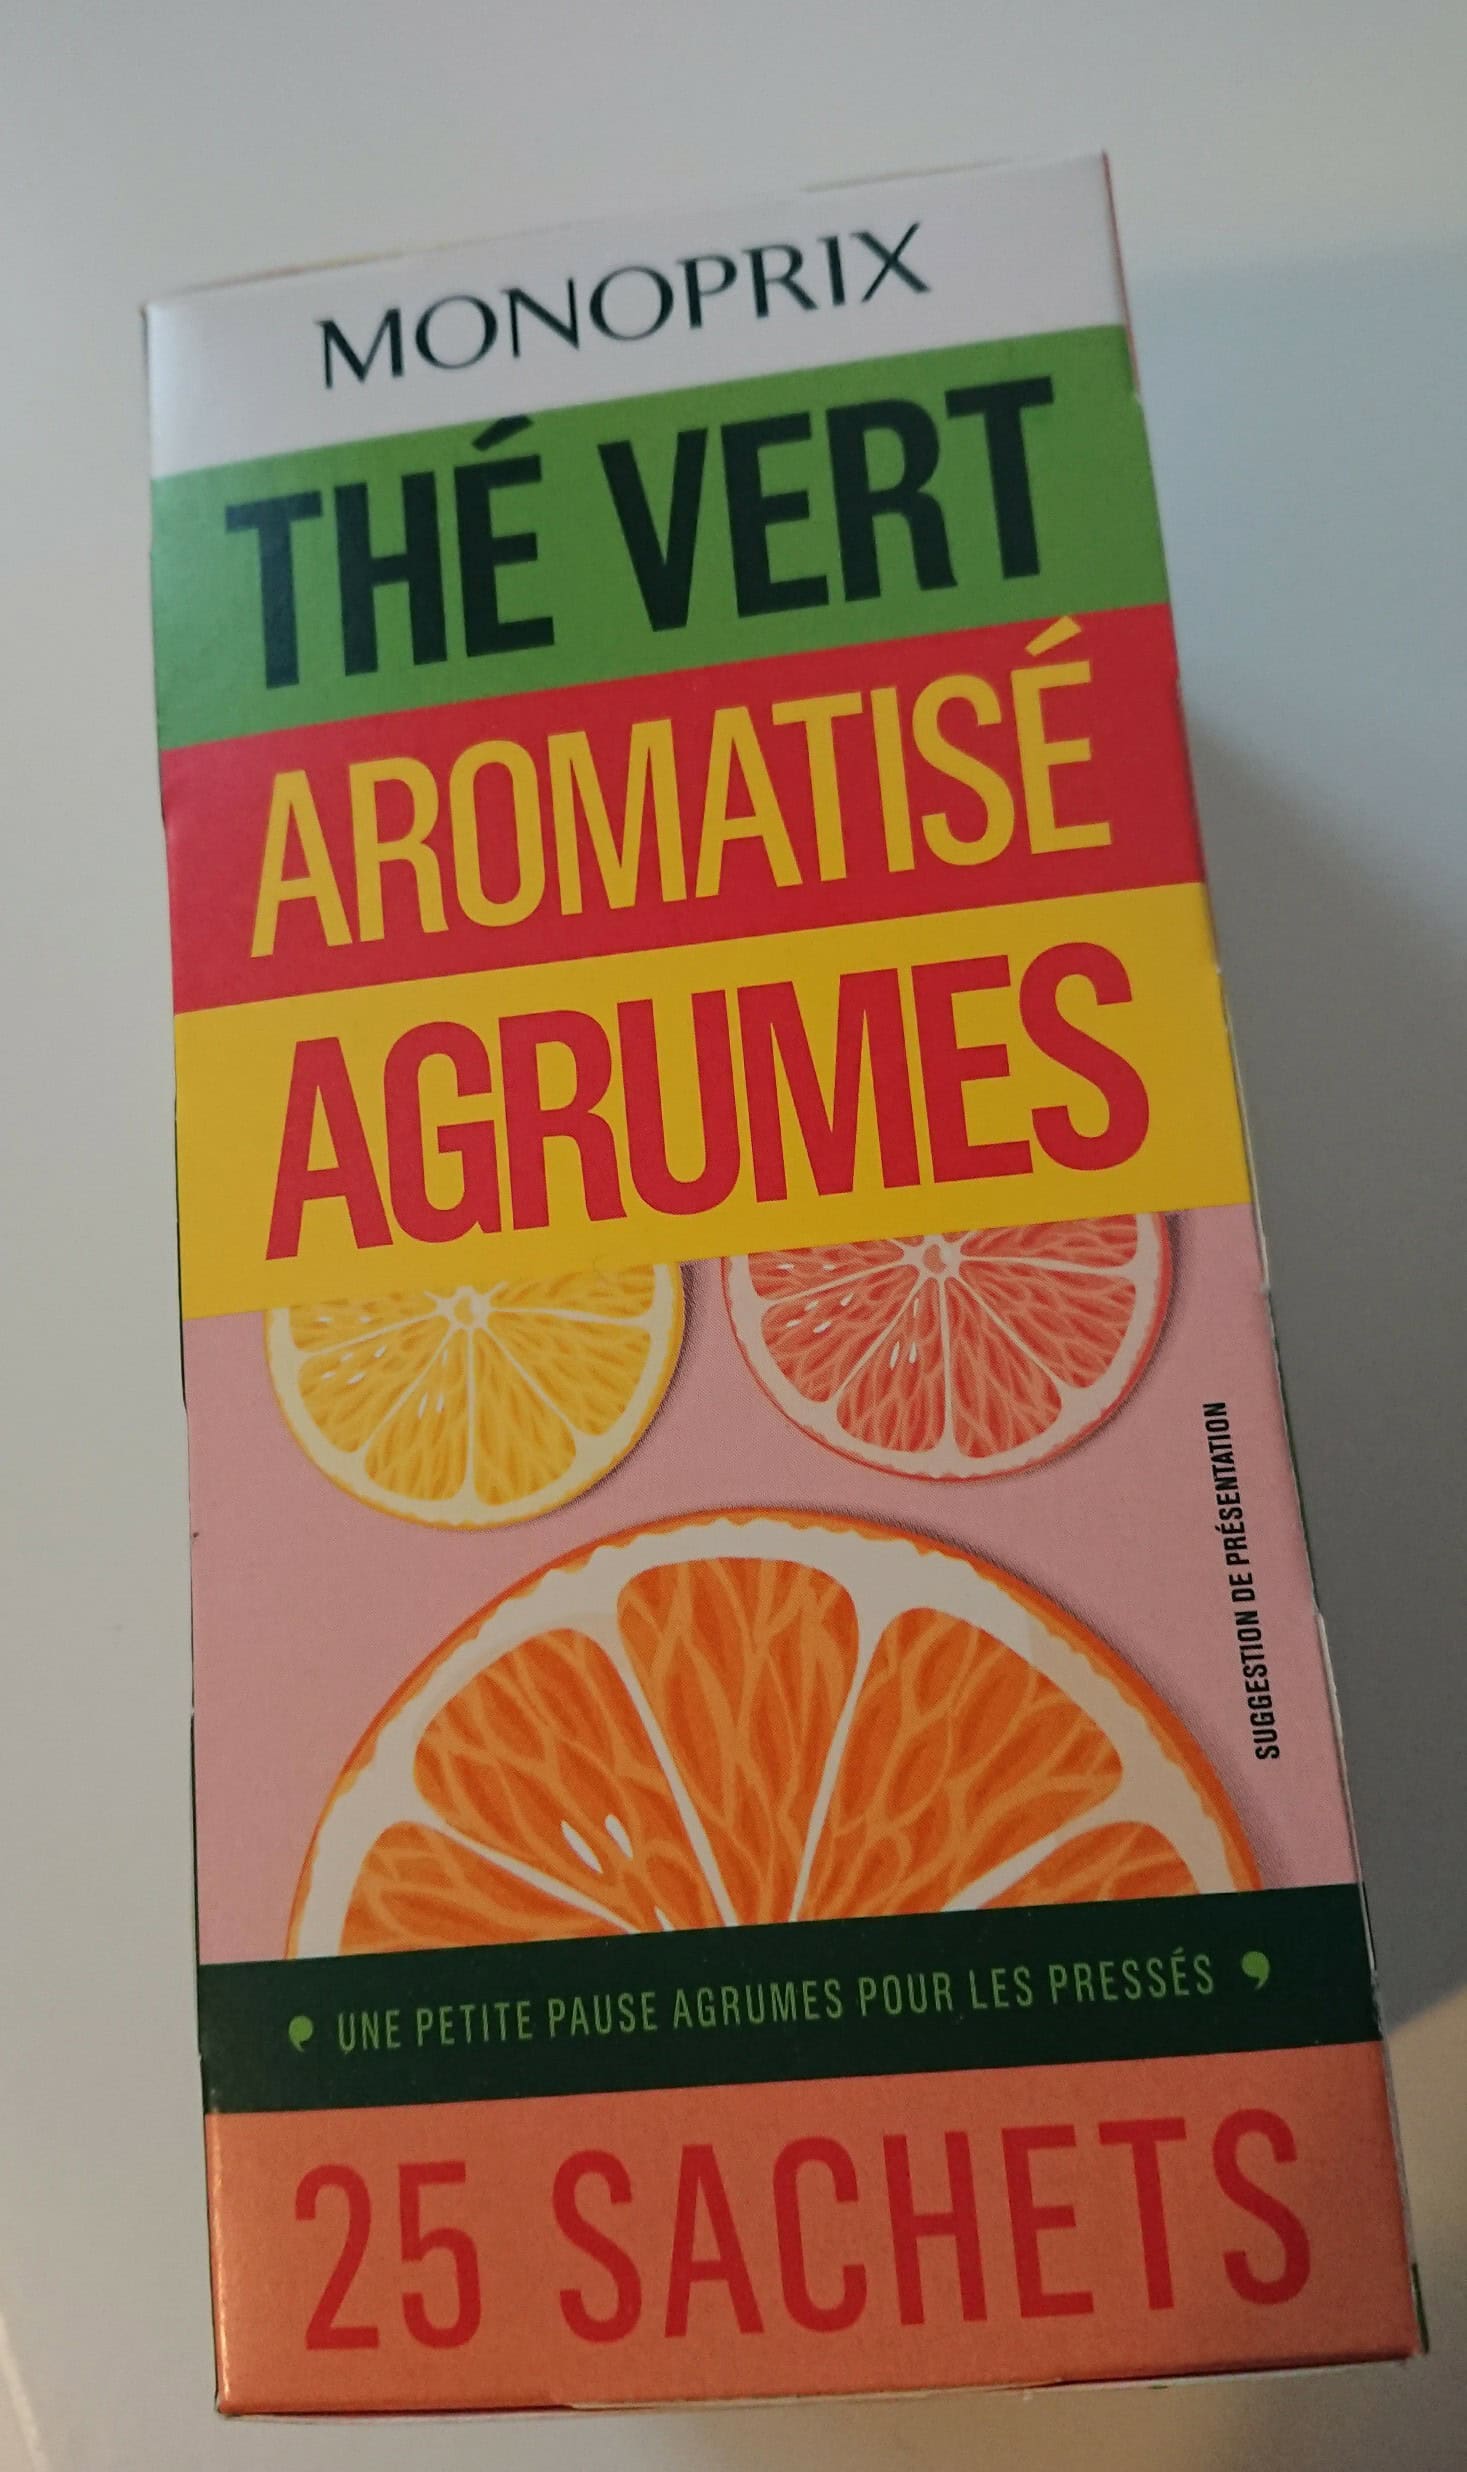 MONOPRIX
THÉ VERT
AROMATISÉ
AGRUMES
SUGGESTION DE PRÉSENTATION
UNE PETITE PAUSE AGRUMES POUR LES PRESSÉS
25 SACHETS